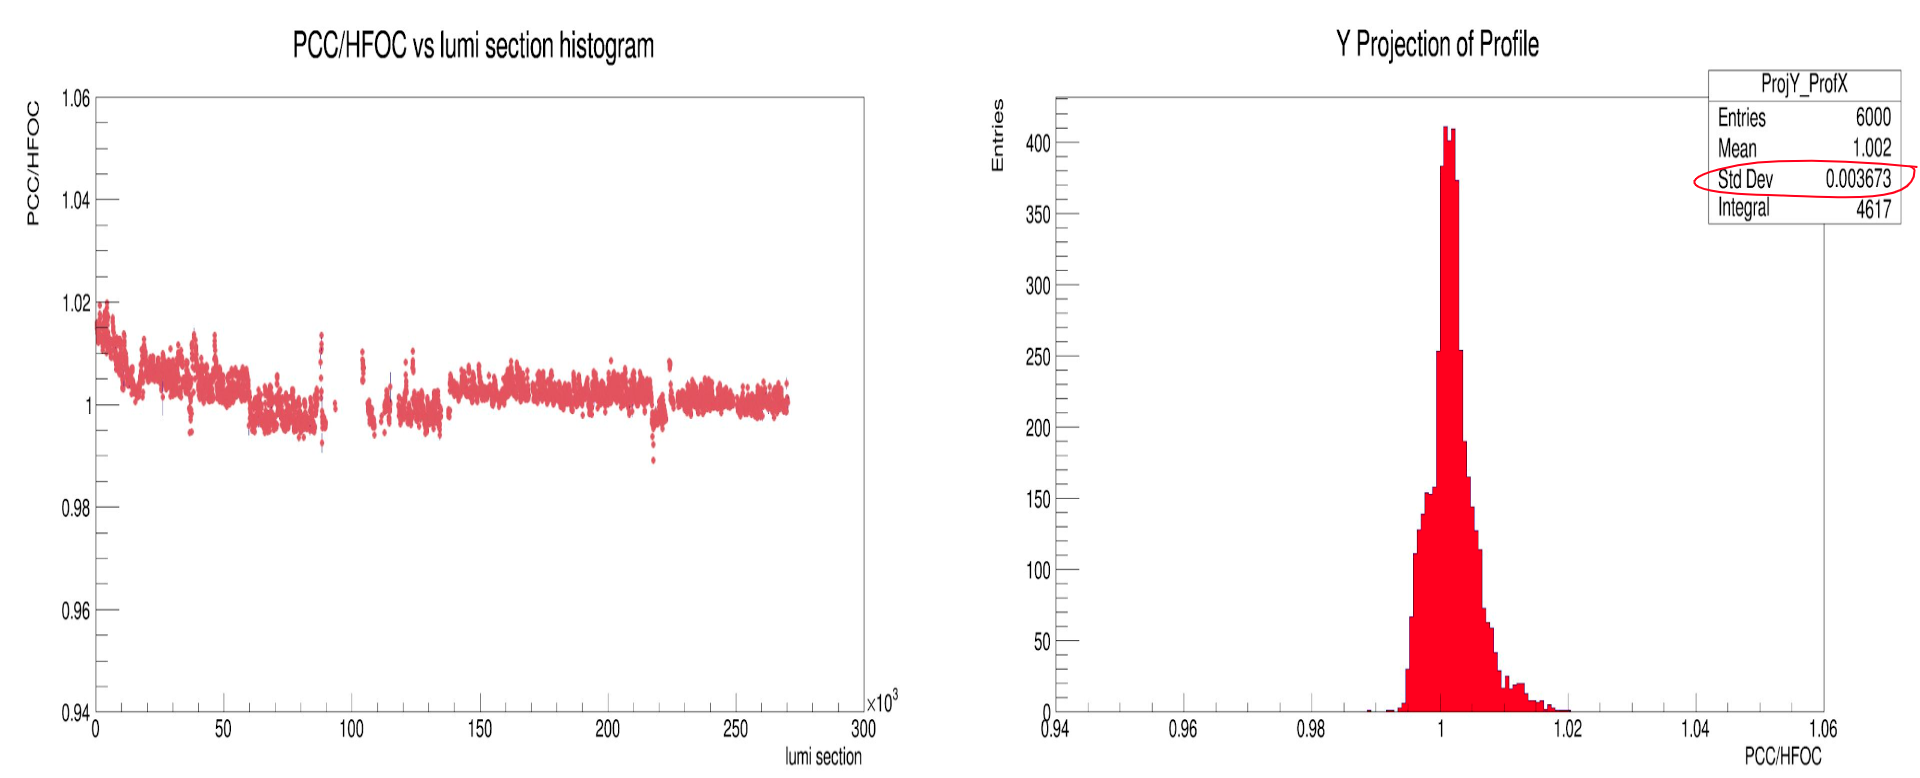 PCC/HFOC vs lumi section histogram
PCC/HFOC
1.06
1.04
1.02
1
0.98
0.96
0.94
0 50 100 150 200 250 300
×10³
lumi section
Y Projection of Profile
Entries
400
350
300
250
200
150
100
50
0
0.94 0.96 0.98 1 1.02 1.04 1.06
PCC/HFOC
ProjY_ProfX
Entries 6000
Mean 1.002
Std Dev 0.003673
Integral 4617